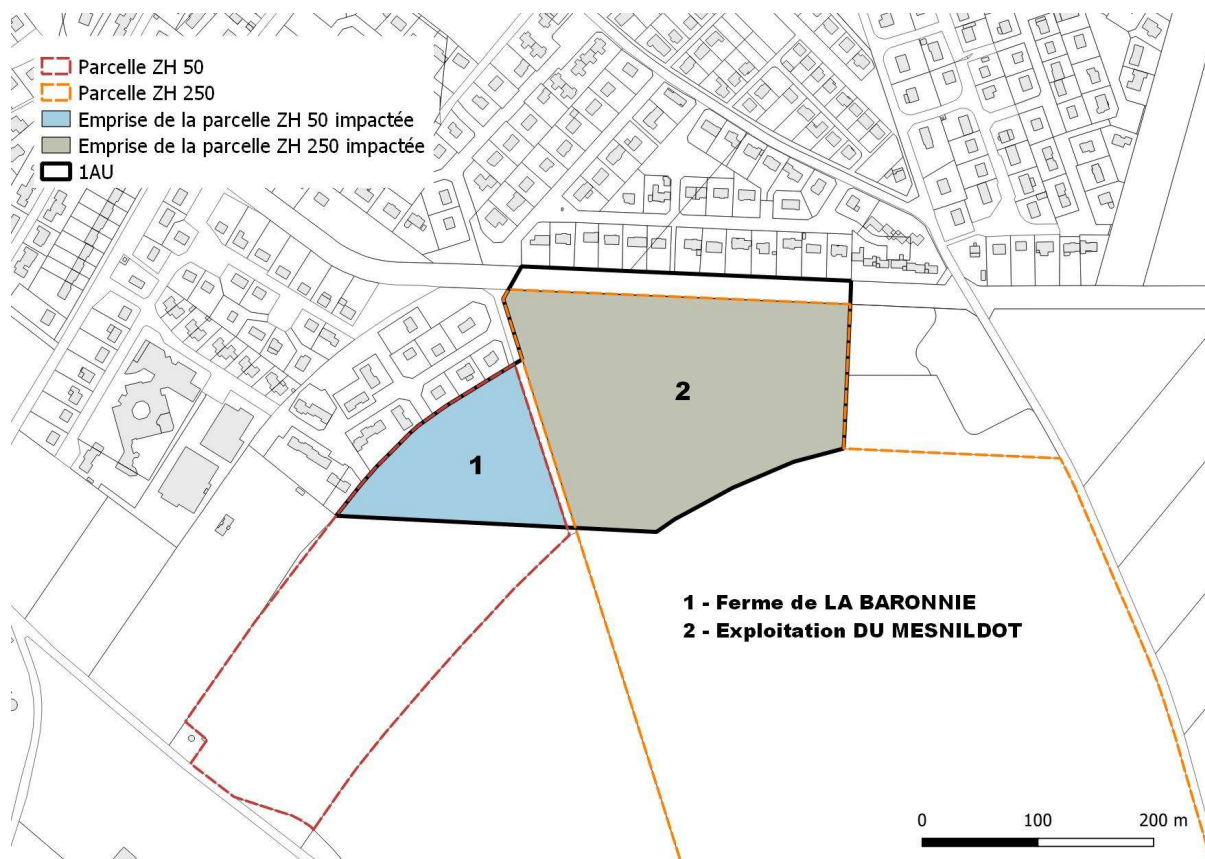 Parcelle ZH 50
Parcelle ZH 250
Emprise de la parcelle ZH 50 impactée
Emprise de la parcelle ZH 250 impactée
1AU
2
1
1 - Ferme de LA BARONNIE
2 - Exploitation DU MESNILDOT
0 100 200 m